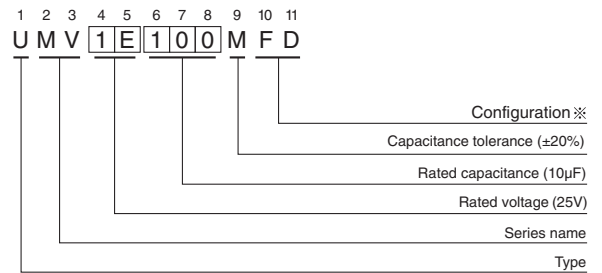 1 2 3 4 5 6 7 8 9 10 11
U M V 1 E 1 0 0 M F D
Configuration※
Capacitance tolerance (±20%)
Rated capacitance (10µF)
Rated voltage (25V)
Series name
Type